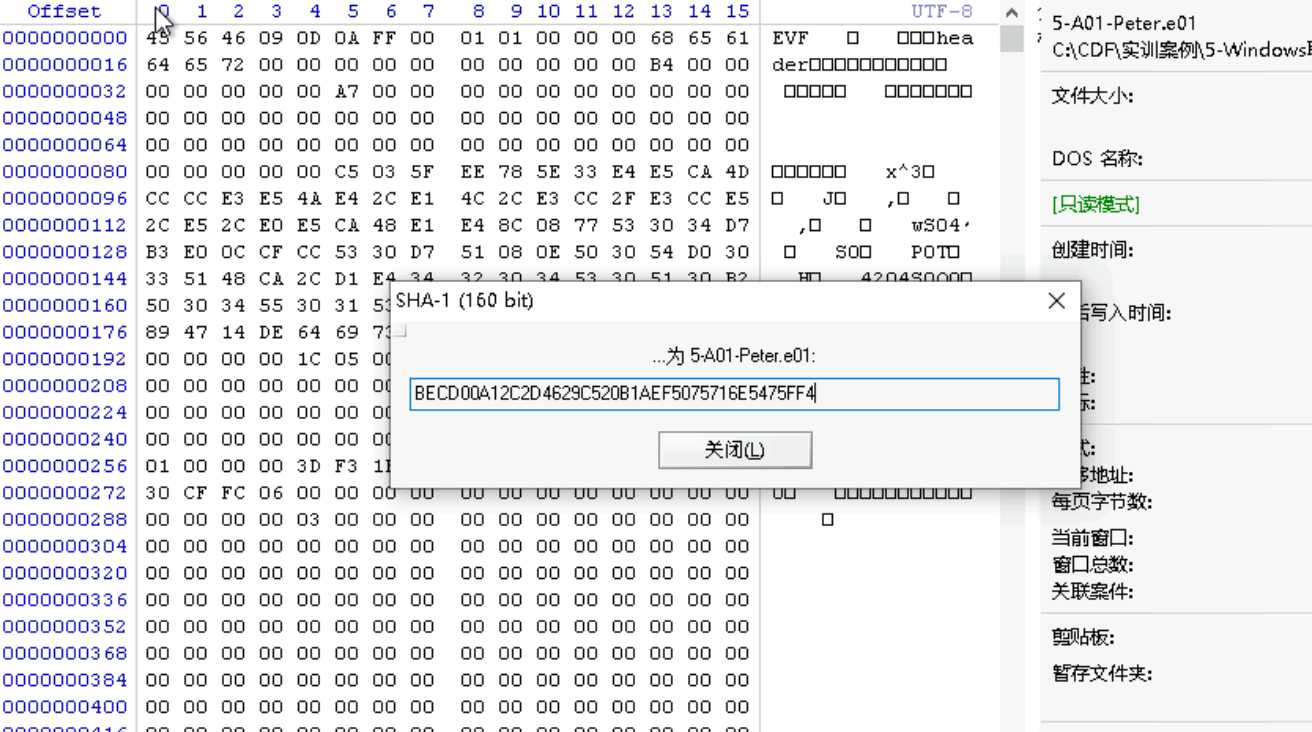 Offset 0 1 2 3 4 5 6 7 8 9 10 11 12 13 14 15 UTF-8
0000000000 45 56 46 09 0D 0A FF 00 01 01 00 00 00 68 65 61 EVF □ □□□hea
0000000016 64 65 72 00 00 00 00 00 00 00 00 00 00 B4 00 00 der□□□□□□□□□□□
0000000032 00 00 00 00 00 A7 00 00 00 00 00 00 00 00 00 00 □□□□□ □□□□□□□
0000000048 00 00 00 00 00 00 00 00 00 00 00 00 00 00 00 00
0000000064 00 00 00 00 00 00 00 00 00 00 00 00 00 00 00 00
0000000080 00 00 00 00 00 C5 03 5F EE 78 5E 33 E4 E5 CA 4D □□□□□□ x^3□
0000000096 CC CC E3 E5 4A E4 2C E1 4C 2C E3 CC 2F E3 CC E5 □ J□ ,□ □
0000000112 2C E5 2C E0 E5 CA 48 E1 E4 8C 08 77 53 30 34 D7 ,□ □ wS04
0000000128 B3 E0 0C CF CC 53 30 D7 51 08 0E 50 30 54 D0 30 □ S0□ P0T□
0000000144 33 51 48 CA 2C D1 E4 34 32 30 34 53 30 51 30 B2 H□ 4204S0Q0□
0000000160 50 30 34 55 30 31
0000000176 89 47 14 DE 64 69
0000000192 00 00 00 00 1C 05
0000000208 00 00 00 00 00 00
0000000224 00 00 00 00 00 00
0000000240 00 00 00 00 00 00
0000000256 01 00 00 00 3D F3
0000000272 30 CF FC 06 00 00 00 00 00 00 00 00 00 00 00 00 0□ □□□□□□□□□□□
0000000288 00 00 00 00 03 00 00 00 00 00 00 00 00 00 00 00 □
0000000304 00 00 00 00 00 00 00 00 00 00 00 00 00 00 00 00
0000000320 00 00 00 00 00 00 00 00 00 00 00 00 00 00 00 00
0000000336 00 00 00 00 00 00 00 00 00 00 00 00 00 00 00 00
0000000352 00 00 00 00 00 00 00 00 00 00 00 00 00 00 00 00
0000000368 00 00 00 00 00 00 00 00 00 00 00 00 00 00 00 00
0000000384 00 00 00 00 00 00 00 00 00 00 00 00 00 00 00 00
0000000400 00 00 00 00 00 00 00 00 00 00 00 00 00 00 00 00
0000000416 00 00 00 00 00 00 00 00 00 00 00 00 00 00 00 00
SHA-1 (160 bit)
...为 5-A01-Peter.e01:
BECD00A12C2D4629C520B1AEF5075716E5475FF4
关闭(L)
5-A01-Peter.e01
C:\CDF\实训案例\5-Windows
文件大小:
DOS 名称:
[只读模式]
创建时间:
后写入时间:
性:
标:
式:
移地址:
每页字节数:
当前窗口:
窗口总数:
关联案件:
剪贴板:
暂存文件夹: